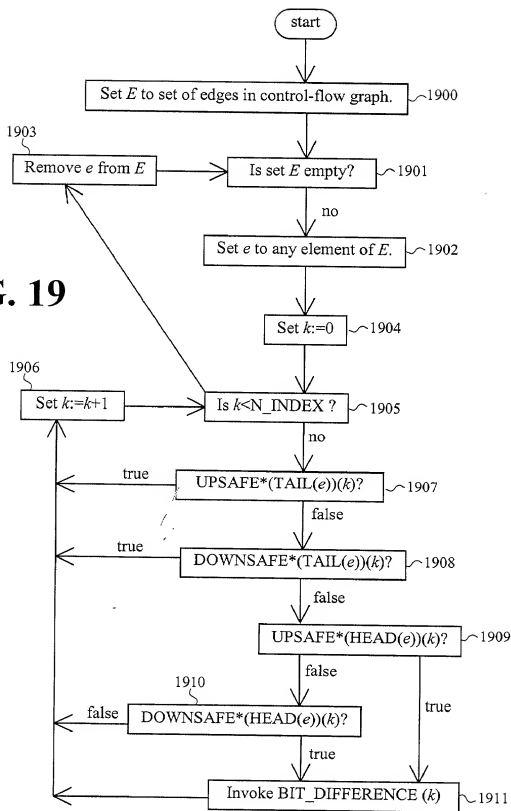 start
Set E to set of edges in control-flow graph.
1900
1903
Remove e from E
Is set E empty?
1901
no
Set e to any element of E.
1902
G. 19
Set k:=0
1904
1906
Set k:=k+1
Is k<N_INDEX ?
1905
no
true
UPSAFE*(TAIL(e))(k)?
1907
false
true
DOWNSAFE*(TAIL(e))(k)?
1908
false
UPSAFE*(HEAD(e))(k)?
1909
1910
false
true
false
DOWNSAFE*(HEAD(e))(k)?
true
Invoke BIT_DIFFERENCE (k)
1911